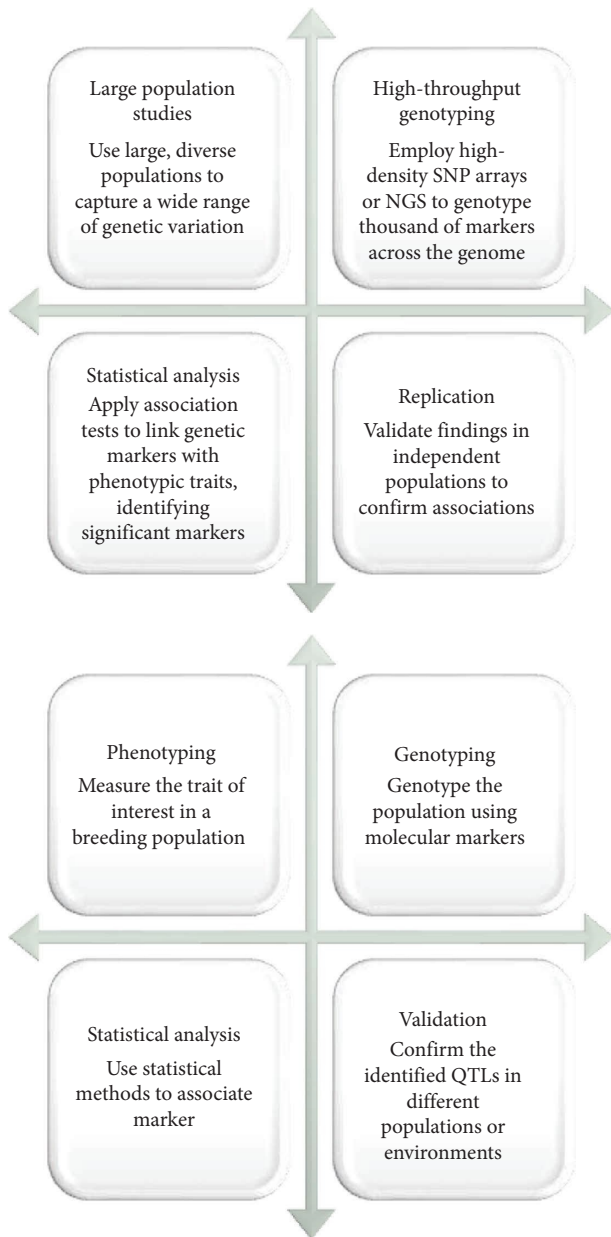 Large population
studies
Use large, diverse
populations to
capture a wide range
of genetic variation
High-throughput
genotyping
Employ high-
density SNP arrays
or NGS to genotype
thousand of markers
across the genome
Statistical analysis
Apply association
tests to link genetic
markers with
phenotypic traits,
identifying
significant markers
Replication
Validate findings in
independent
populations to
confirm associations
Phenotyping
Measure the trait of
interest in a
breeding population
Genotyping
Genotype the
population using
molecular markers
Statistical analysis
Use statistical
methods to associate
marker
Validation
Confirm the
identified QTLs in
different
populations or
environments